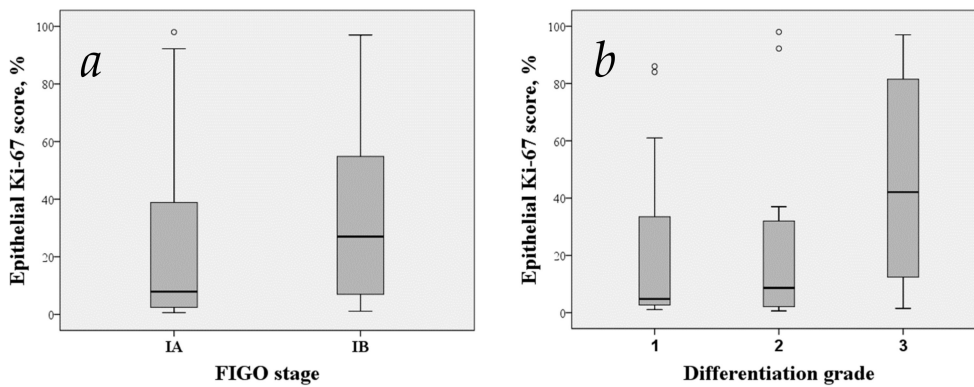 a
Epithelial Ki-67 score, %
100
80
60
40
20
0
IA IB
FIGO stage
b
Epithelial Ki-67 score, %
100
80
60
40
20
0
1 2 3
Differentiation grade